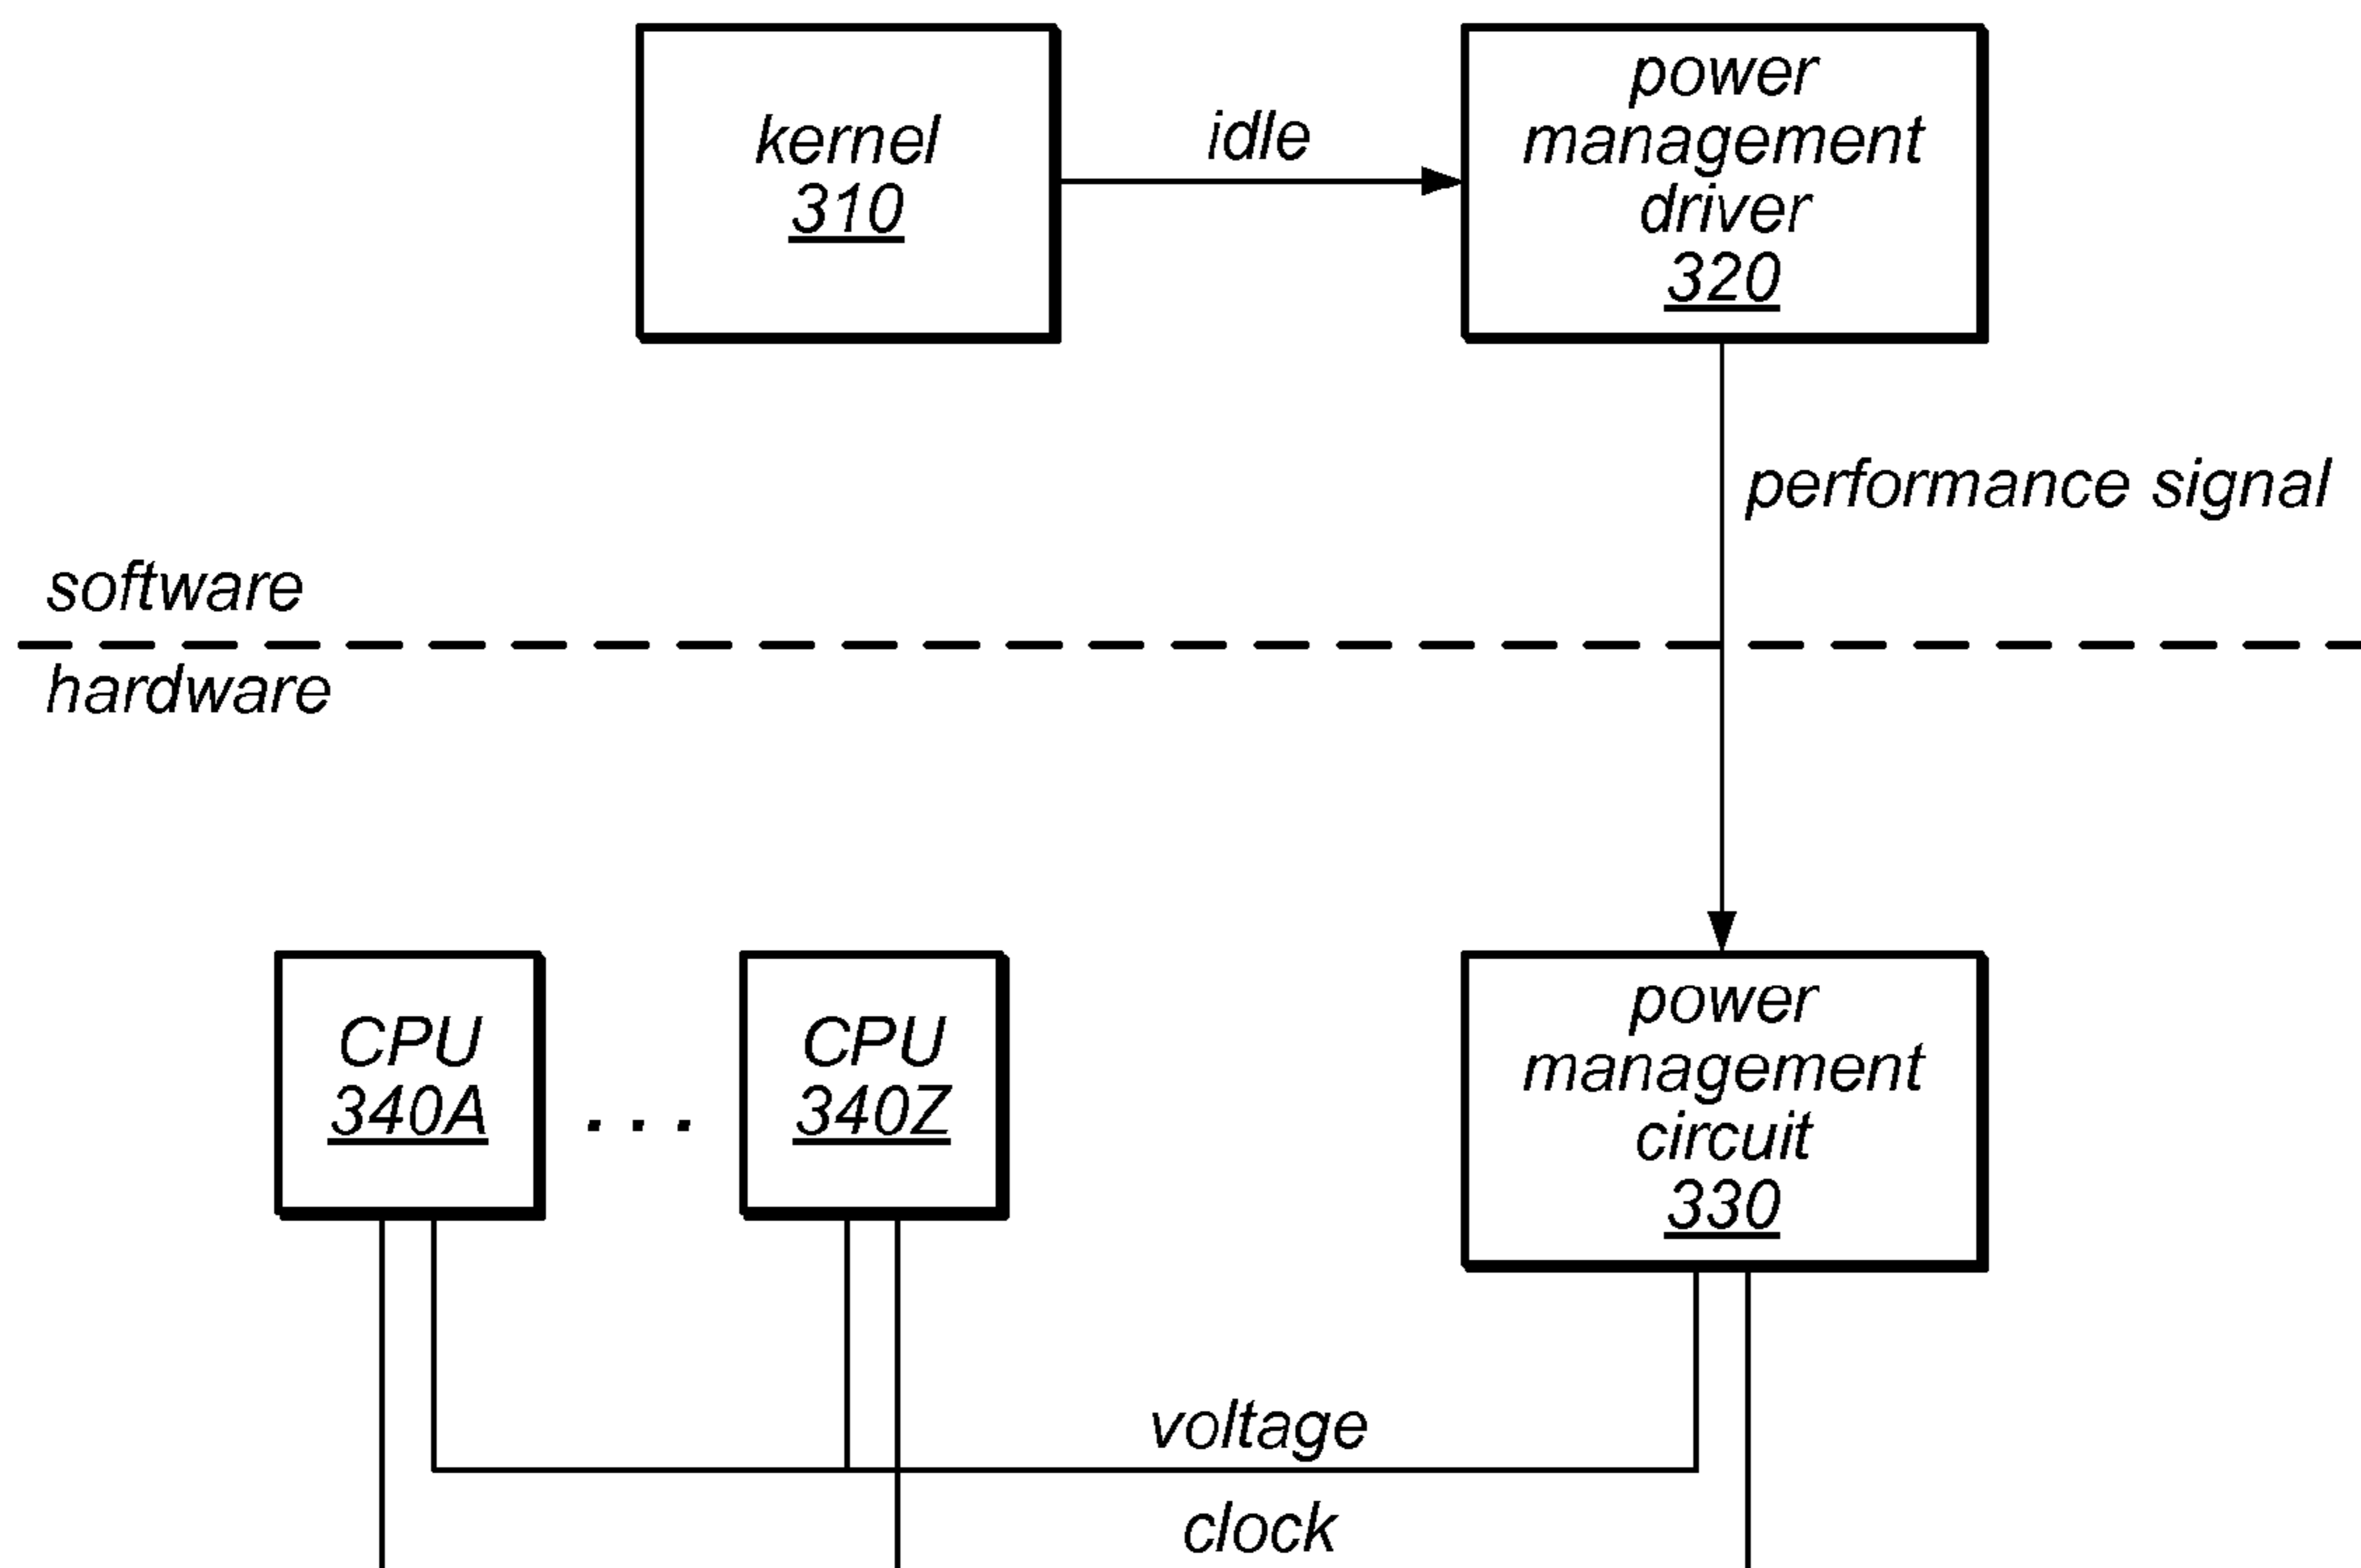 kernel
310
idle
power
management
driver
320
performance signal
software
hardware
CPU
340A
. . .
CPU
340Z
power
management
circuit
330
voltage
clock